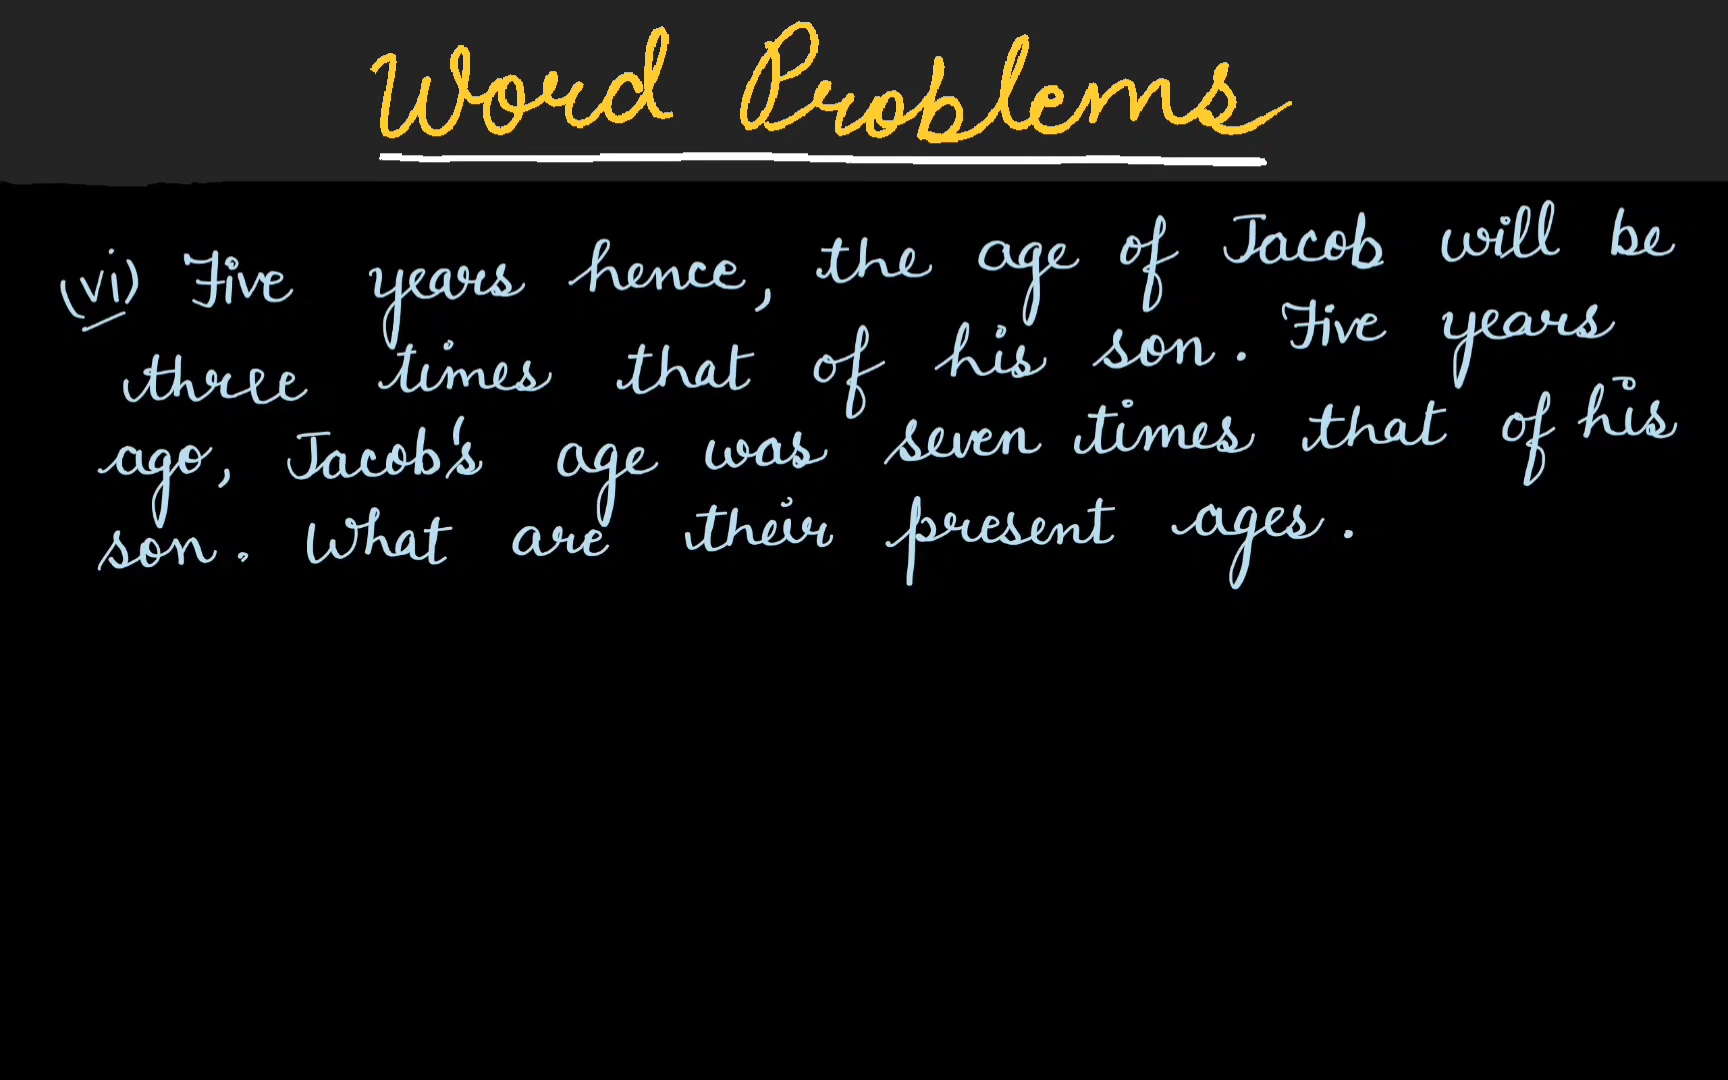 Word Problems
(vi) Five years hence, the age of Jacob will be
three times that of his son. Five years
ago, Jacob's age was seven times that of his
son. What are their present ages.